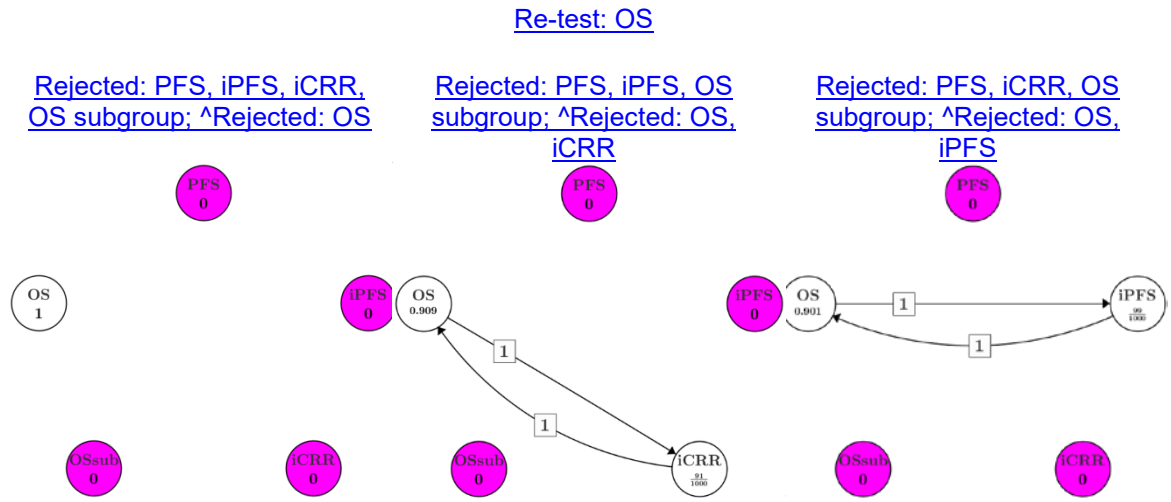 Re-test: OS
Rejected: PFS, iPFS, iCRR,
OS subgroup; ^Rejected: OS
Rejected: PFS, iPFS, OS
subgroup; ^Rejected: OS,
iCRR
Rejected: PFS, iCRR, OS
subgroup; ^Rejected: OS,
iPFS
PFS
0
OS
1
iPFS
0
OSsub
0
iCRR
0
PFS
0
OS
0.909
iPFS
0
1
1
OSsub
0
iCRR
91
1000
PFS
0
OS
0.901
1
iPFS
99
1000
1
OSsub
0
iCRR
0